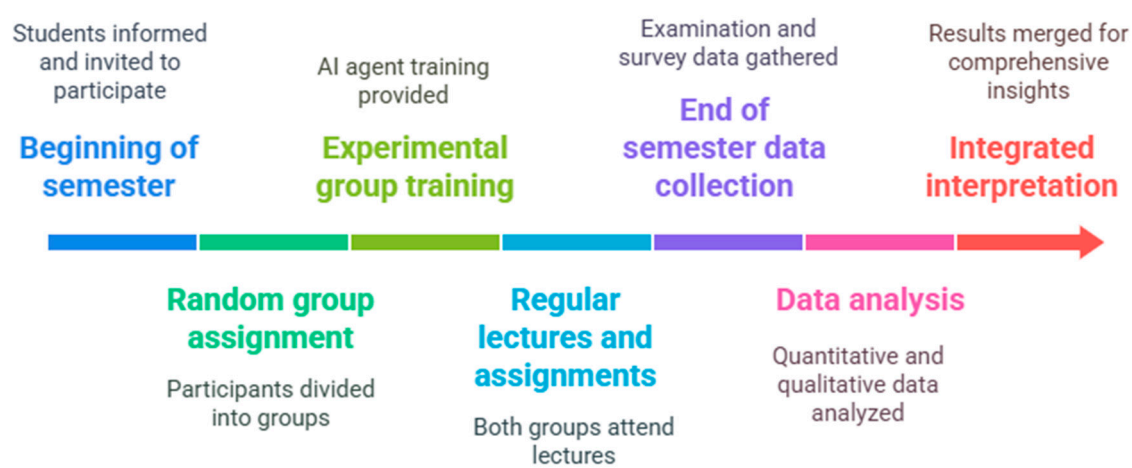 Students informed
and invited to
participate
Beginning of
semester
Random group
assignment
Participants divided
into groups
AI agent training
provided
Experimental
group training
Regular
lectures and
assignments
Both groups attend
lectures
Examination and
survey data gathered
End of
semester data
collection
Data analysis
Quantitative and
qualitative data
analyzed
Results merged for
comprehensive
insights
Integrated
interpretation